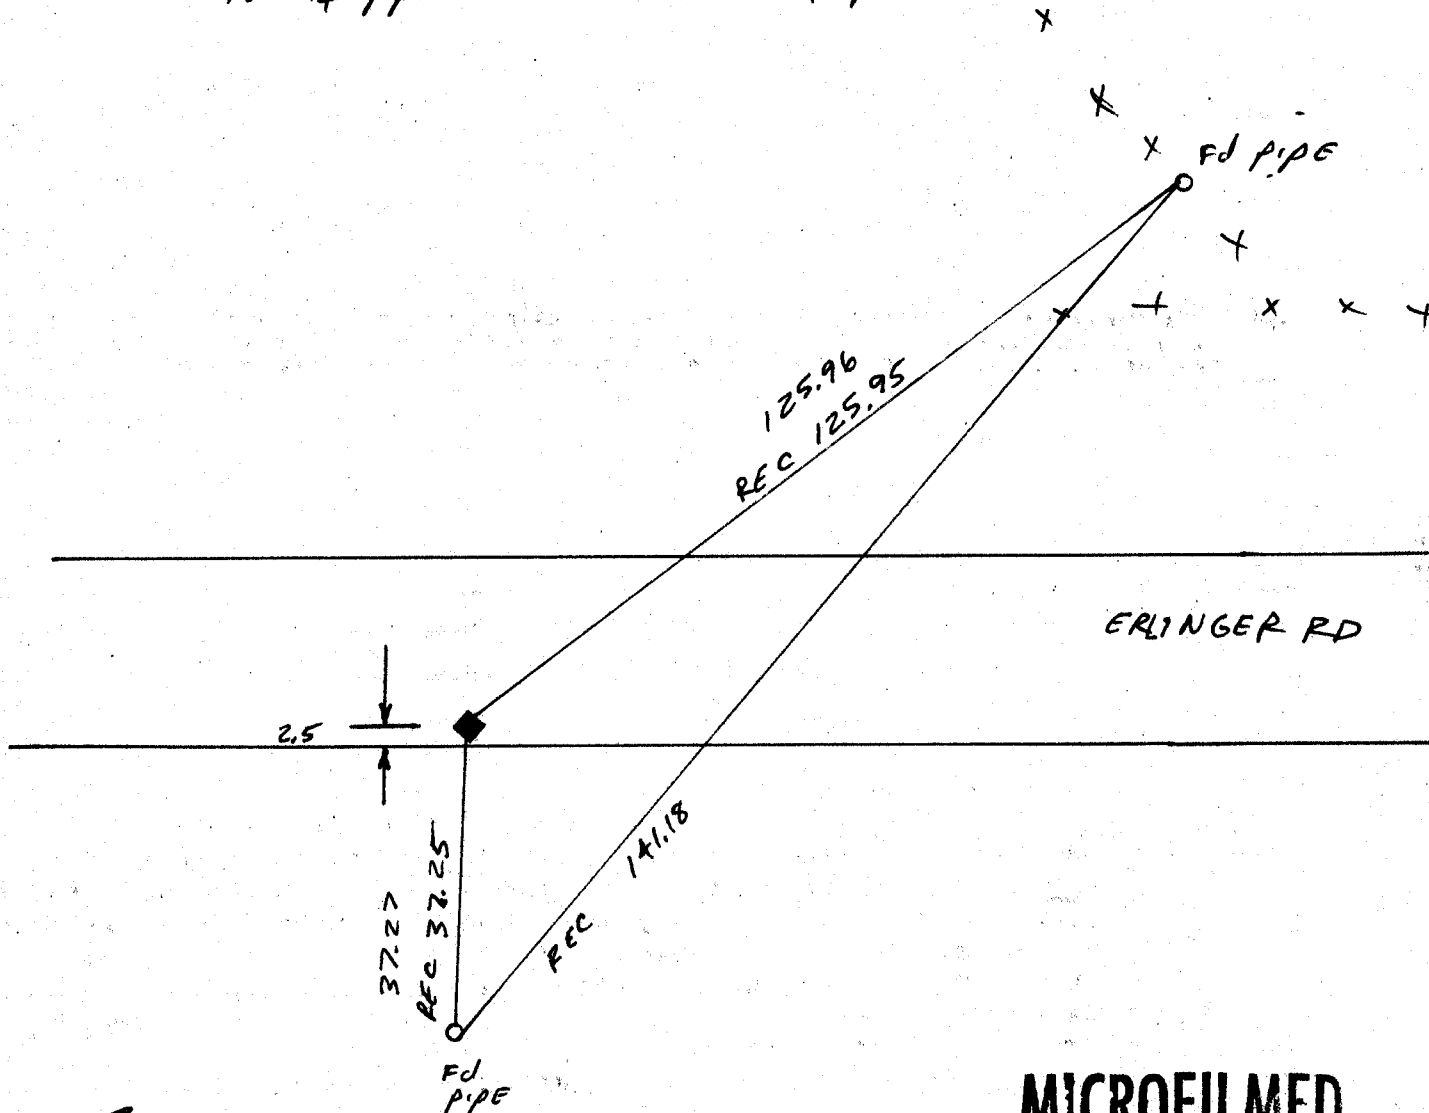 Fd PIPE
125.96
REC 125.95
ERLINGER RD
2.5
37.27
REC 37.25
REC 141.18
Fd.
PIPE
MICROFILMED